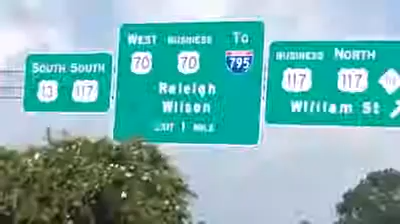 SOUTH SOUTH
13 117
WEST BUSINESS TO
70 70 795
Raleigh
Wilson
EXIT 1 MILE
BUSINESS NORTH
117 117
William St